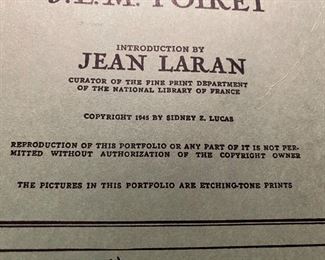 J.L.M. POIRET
INTRODUCTION BY
JEAN LARAN
CURATOR OF THE FINE PRINT DEPARTMENT
OF THE NATIONAL LIBRARY OF FRANCE
COPYRIGHT 1945 BY SIDNEY Z. LUCAS
REPRODUCTION OF THIS PORTFOLIO OR ANY PART OF IT IS NOT PER-
MITTED WITHOUT AUTHORIZATION OF THE COPYRIGHT OWNER
THE PICTURES IN THIS PORTFOLIO ARE ETCHING-TONE PRINTS